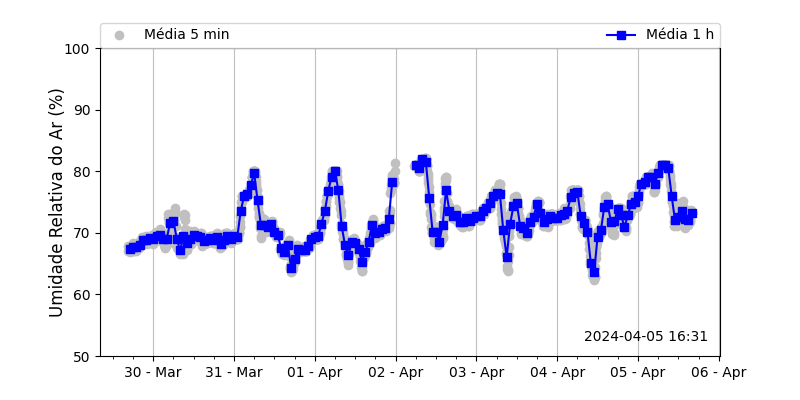 Média 5 min
Média 1 h
Umidade Relativa do Ar (%)
100
90
80
70
60
50
2024-04-05 16:31
30 - Mar
31 - Mar
01 - Apr
02 - Apr
03 - Apr
04 - Apr
05 - Apr
06 - Apr